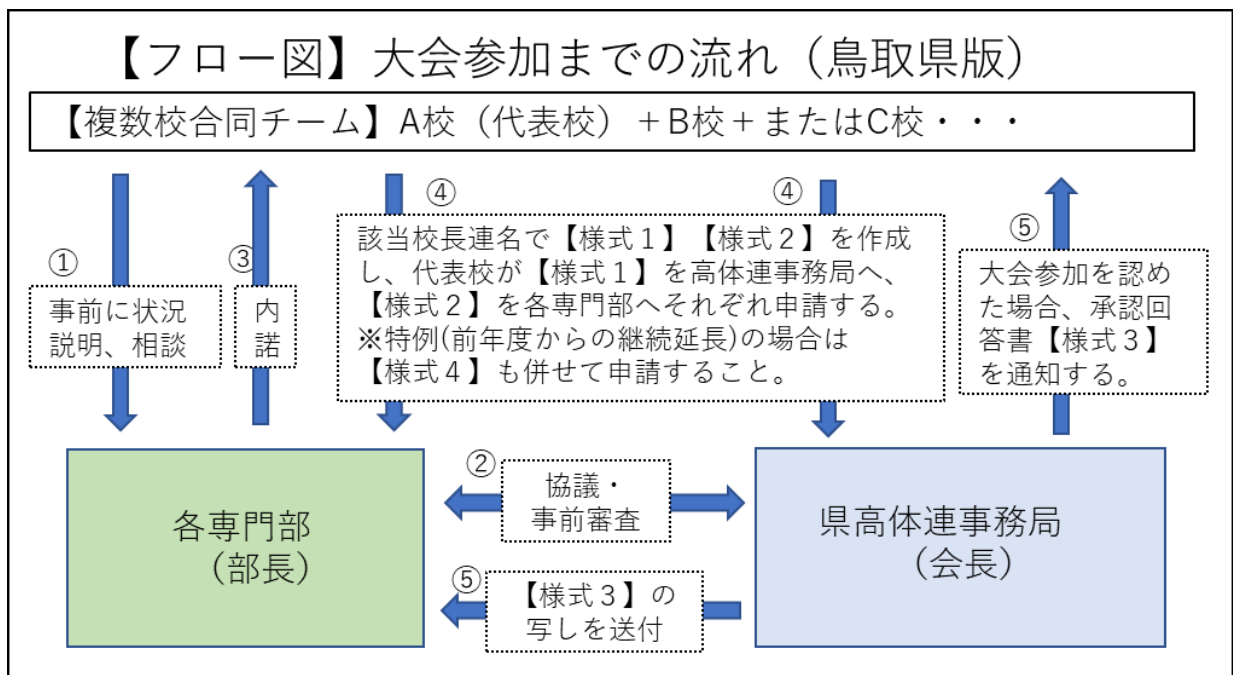 【フロー図】大会参加までの流れ（鳥取県版）
【複数校合同チーム】A校（代表校）＋B校＋またはC校・・・
①
事前に状況
説明、相談
③
内
諾
④
④
該当校長連名で【様式１】【様式２】を作成
し、代表校が【様式１】を高体連事務局へ、
【様式２】を各専門部へそれぞれ申請する。
※特例(前年度からの継続延長)の場合は
【様式４】も併せて申請すること。
⑤
大会参加を認め
た場合、承認回
答書【様式３】
を通知する。
各専門部
（部長）
②
協議・
事前審査
⑤
【様式３】の
写しを送付
県高体連事務局
（会長）